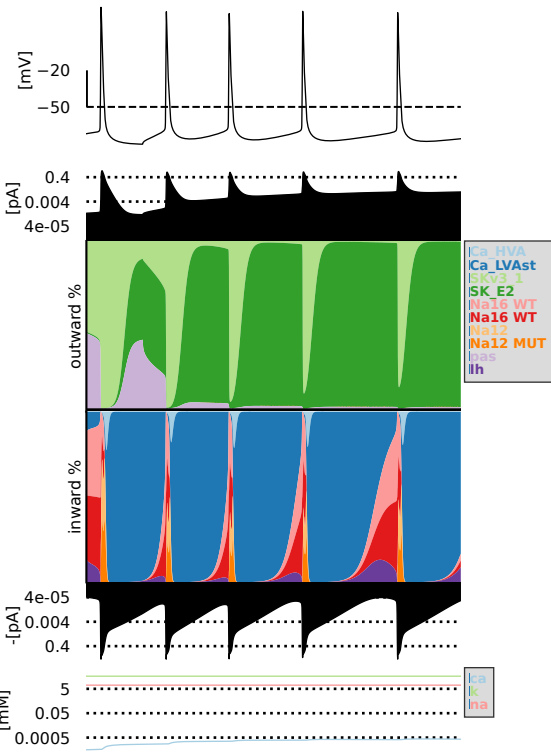 [mV]
−20
−50
[pA]
0.4
0.004
4e-05
outward %
Ca_HVA
Ca_LVAst
SKv3_1
SK_E2
Na16 WT
Na16 WT
Na12
Na12 MUT
pas
Ih
inward %
-[pA]
4e-05
0.004
0.4
[mM]
5
0.05
0.0005
ca
k
na